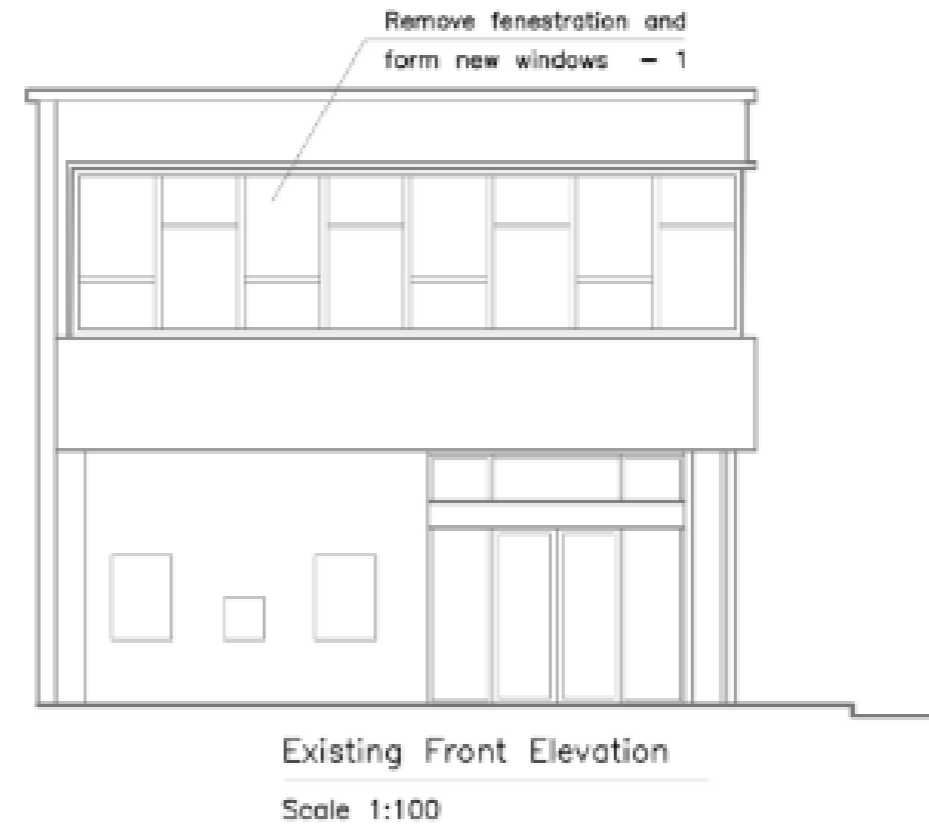 Remove fenestration and
form new windows - 1
Existing Front Elevation
Scale 1:100